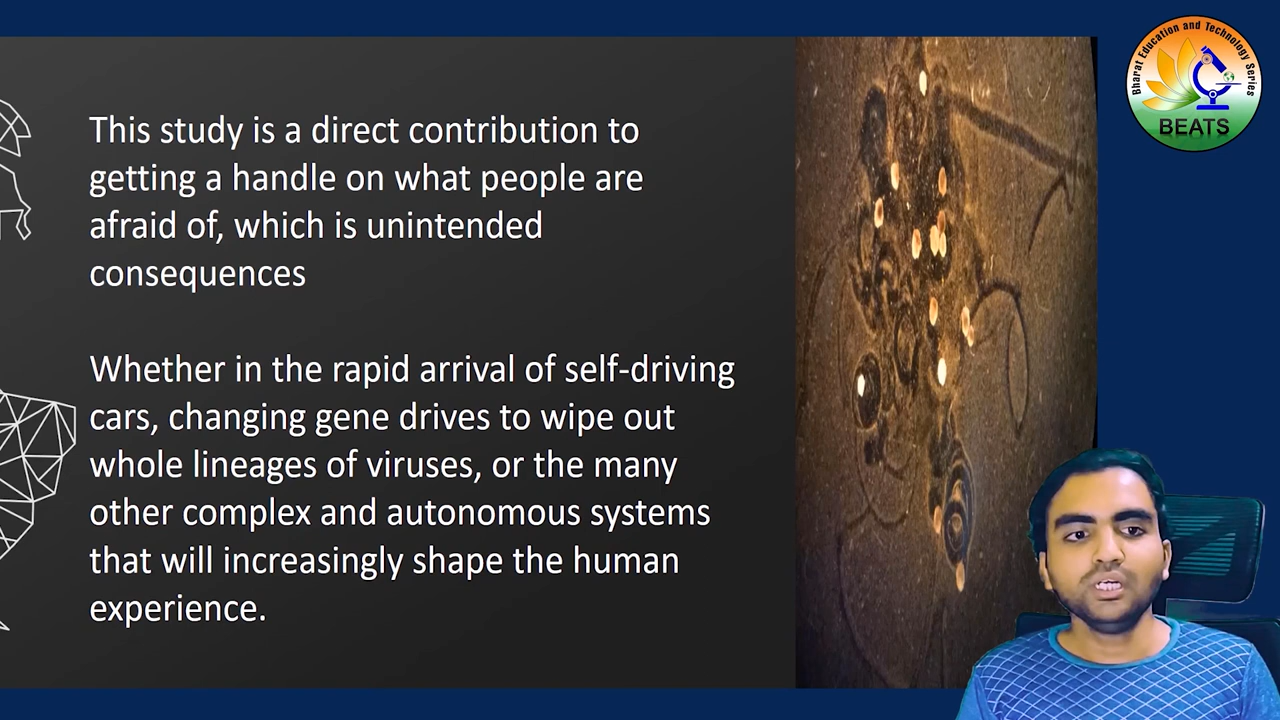 This study is a direct contribution to
getting a handle on what people are
afraid of, which is unintended
consequences
Whether in the rapid arrival of self-driving
cars, changing gene drives to wipe out
whole lineages of viruses, or the many
other complex and autonomous systems
that will increasingly shape the human
experience.
Bharat Education and Technology Series
BEATS